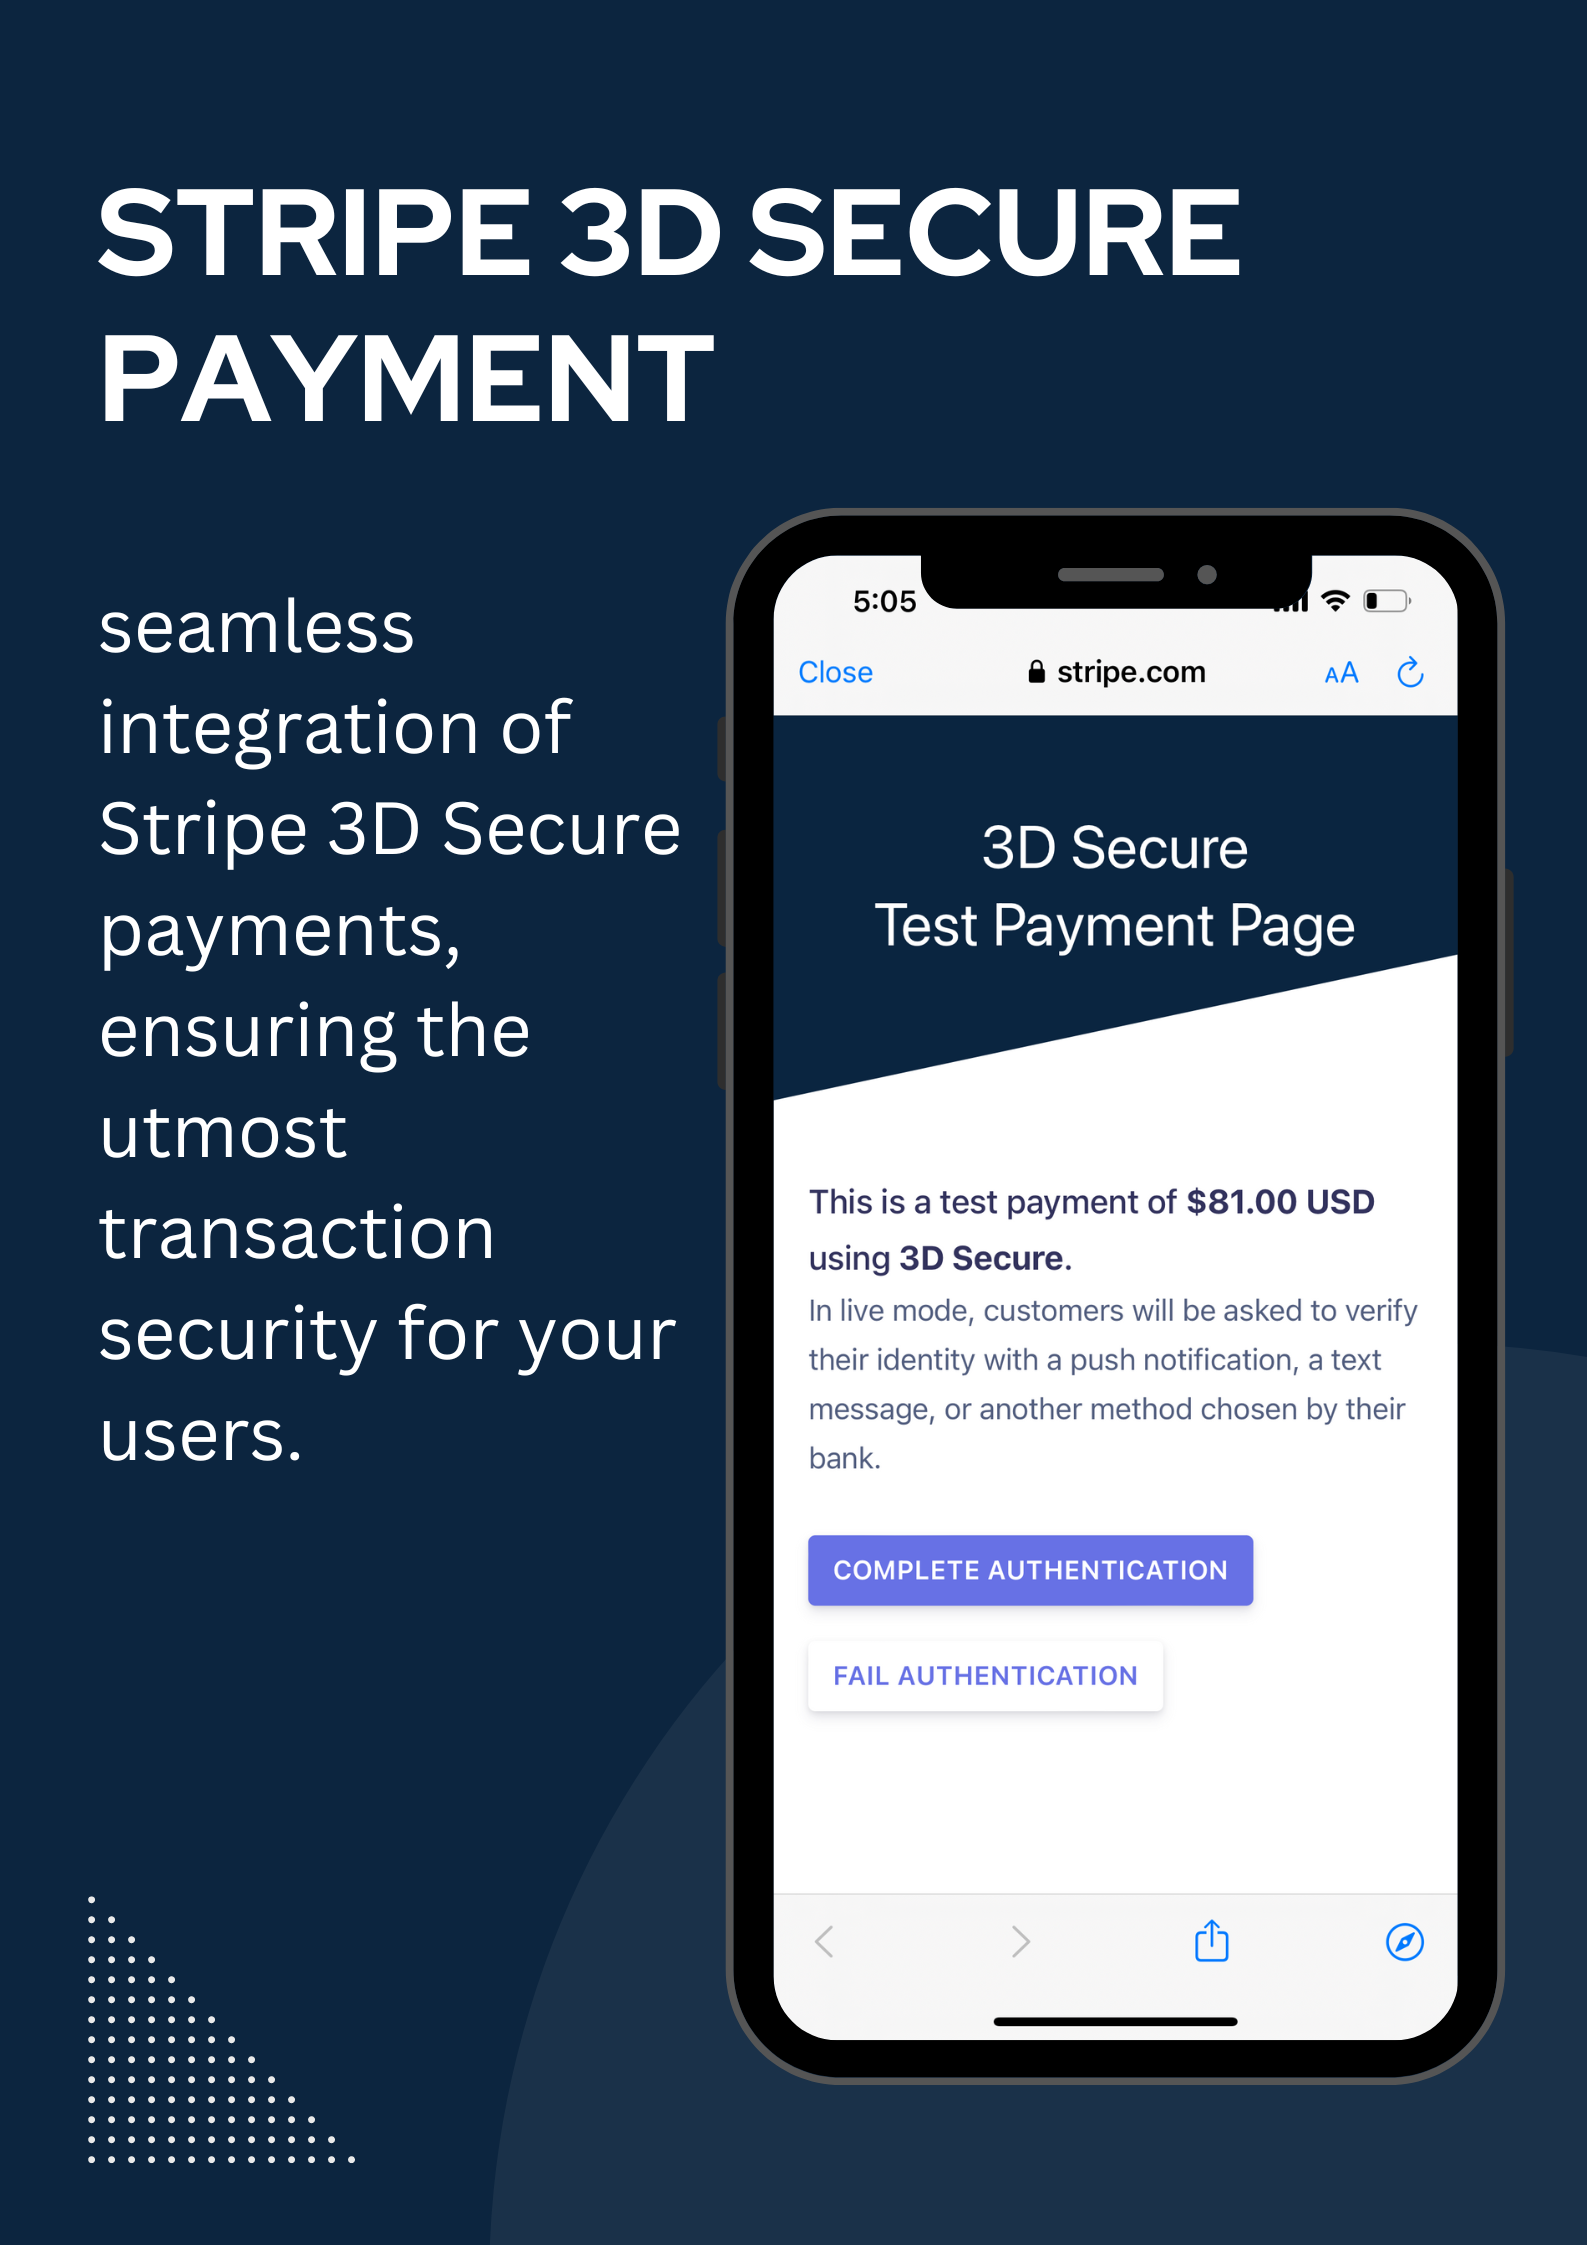 STRIPE 3D SECURE
PAYMENT
seamless
integration of
Stripe 3D Secure
payments,
ensuring the
utmost
transaction
security for your
users.
5:05
Close stripe.com AA
3D Secure
Test Payment Page
This is a test payment of $81.00 USD
using 3D Secure.
In live mode, customers will be asked to verify
their identity with a push notification, a text
message, or another method chosen by their
bank.
COMPLETE AUTHENTICATION
FAIL AUTHENTICATION